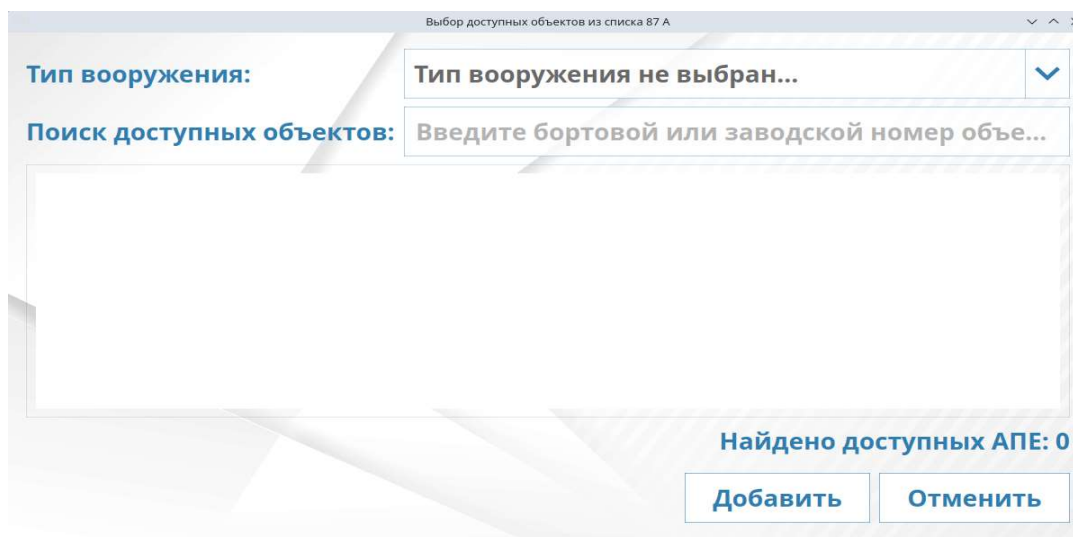 Выбор доступных объектов из списка 87 А
Тип вооружения: Тип вооружения не выбран...
Поиск доступных объектов: Введите бортовой или заводской номер объе...
Найдено доступных АПЕ: 0
Добавить Отменить